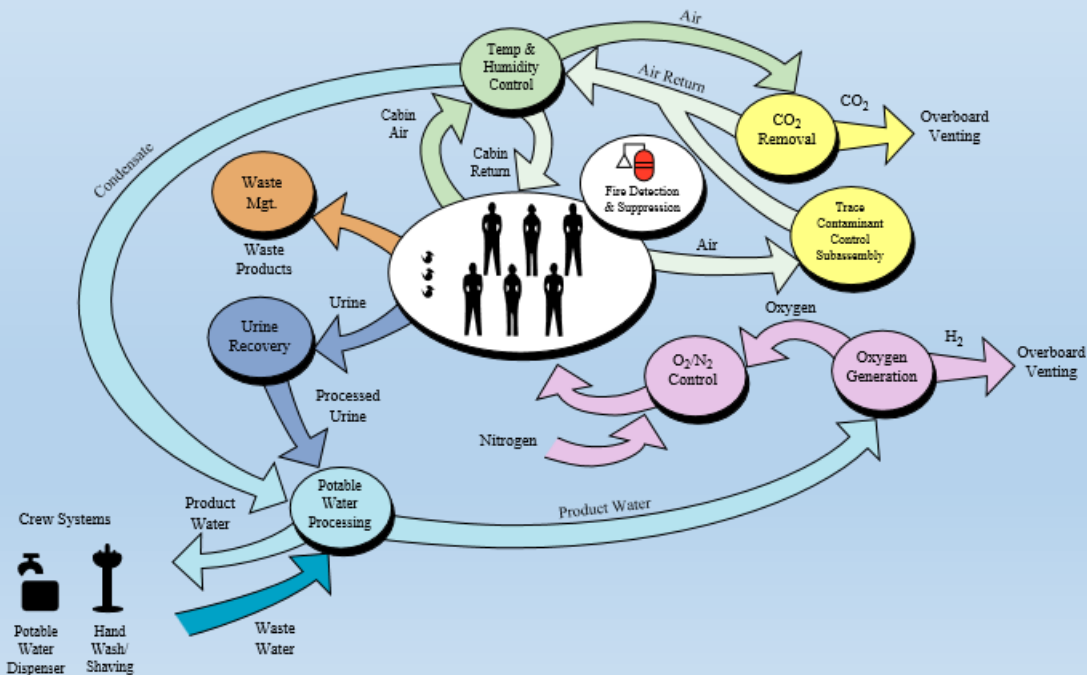 Air
Temp &
Humidity
Control
Air Return
CO₂
Overboard
Venting
CO₂
Removal
Cabin
Air
Cabin
Return
Condensate
Waste
Mgt.
Waste
Products
Fire Detection
& Suppression
Trace
Contaminant
Control
Subassembly
Air
Urine
Urine
Recovery
Oxygen
O₂/N₂
Control
Oxygen
Generation
H₂
Overboard
Venting
Processed
Urine
Nitrogen
Potable
Water
Processing
Product Water
Product
Water
Crew Systems
Potable
Water
Dispenser
Hand
Wash/
Shaving
Waste
Water